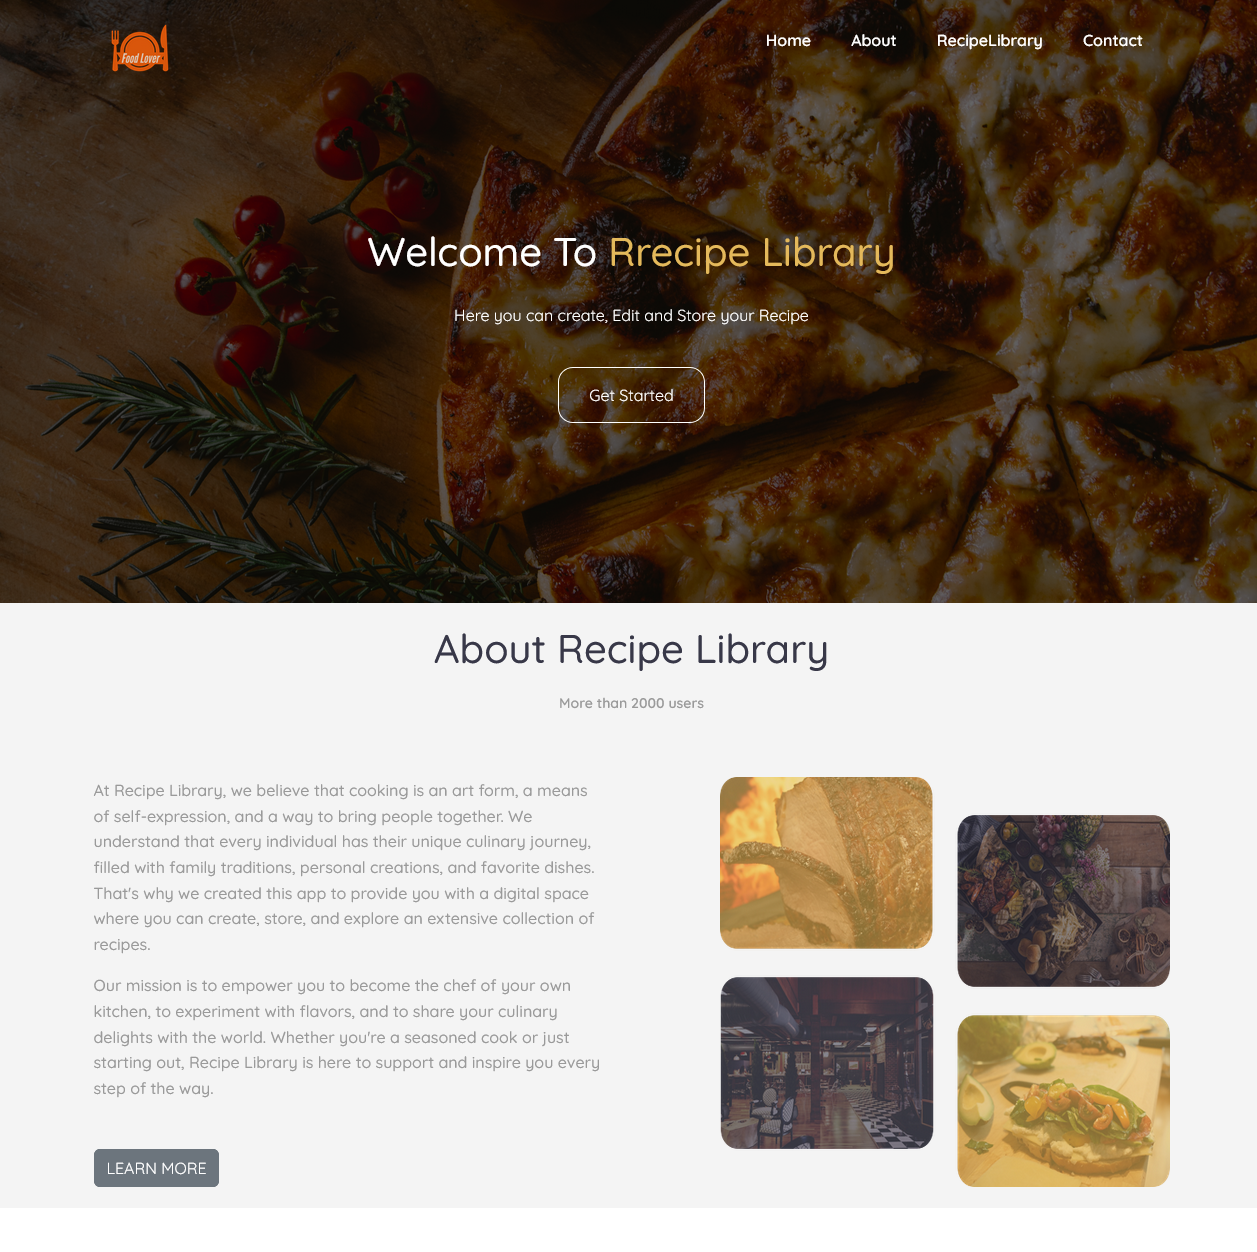 Food Lover
Home
About
RecipeLibrary
Contact
Welcome To Rrecipe Library
Here you can create, Edit and Store your Recipe
Get Started
About Recipe Library
More than 2000 users
At Recipe Library, we believe that cooking is an art form, a means
of self-expression, and a way to bring people together. We
understand that every individual has their unique culinary journey,
filled with family traditions, personal creations, and favorite dishes.
That's why we created this app to provide you with a digital space
where you can create, store, and explore an extensive collection of
recipes.
Our mission is to empower you to become the chef of your own
kitchen, to experiment with flavors, and to share your culinary
delights with the world. Whether you're a seasoned cook or just
starting out, Recipe Library is here to support and inspire you every
step of the way.
LEARN MORE